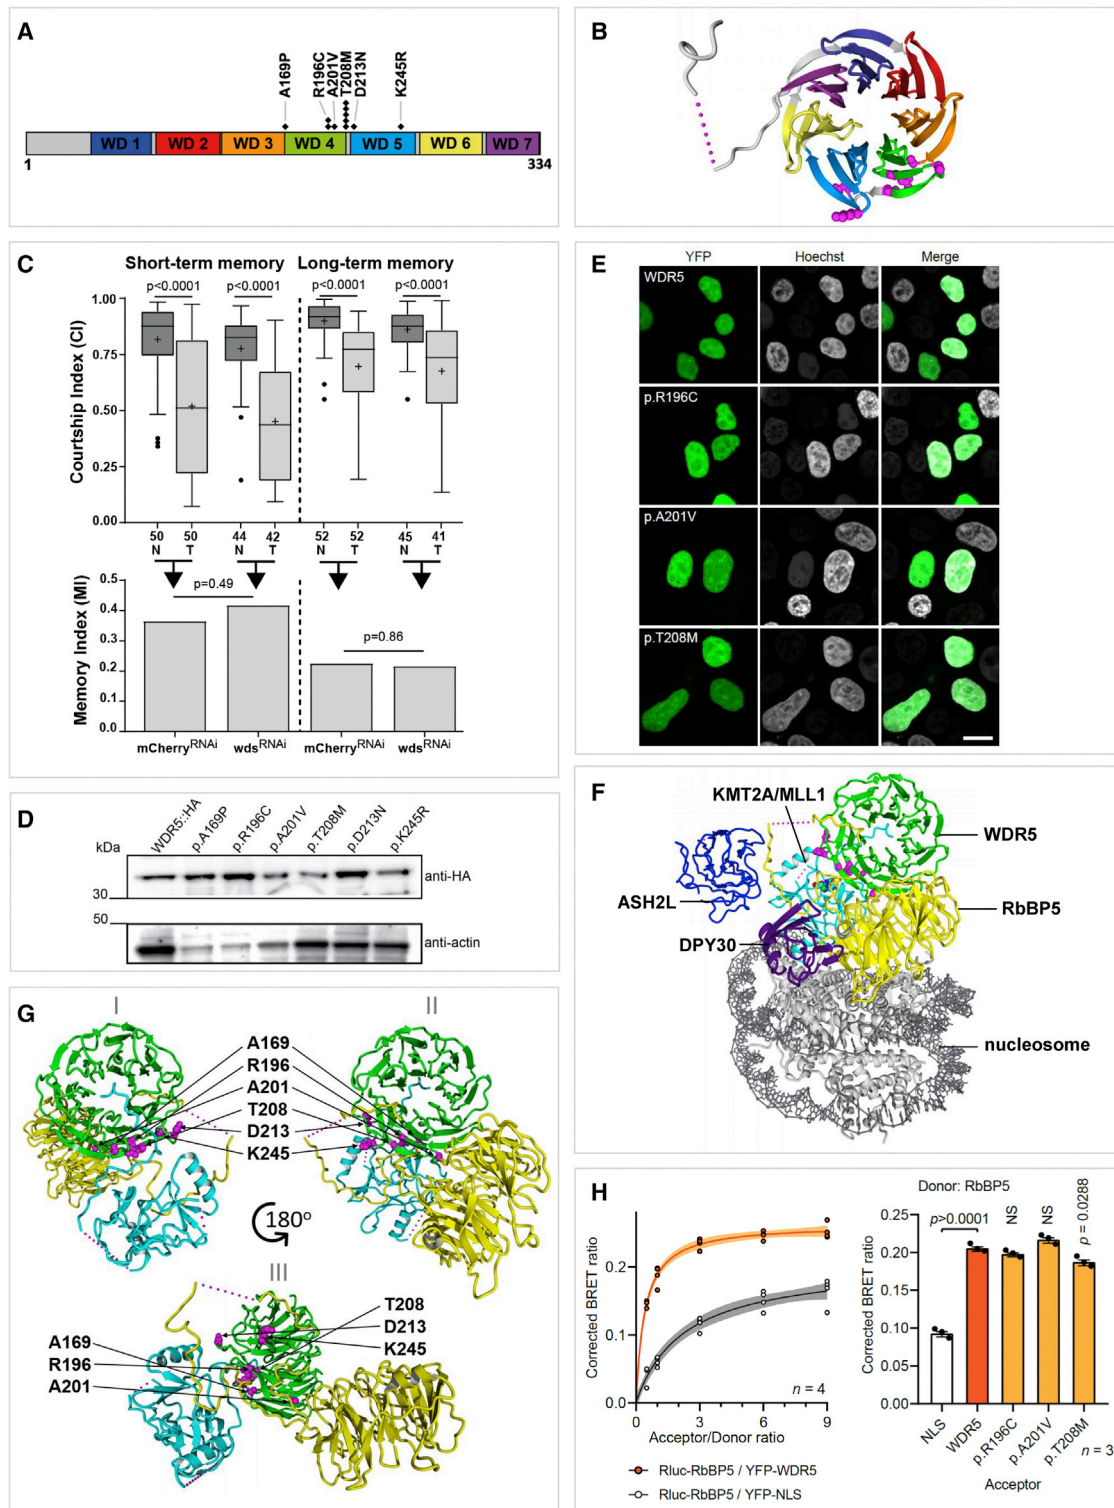 A
A169P
R196C
A201V
T208M
D213N
K245R
WD 1 WD 2 WD 3 WD 4 WD 5 WD 6 WD 7
1 334
B
C
Short-term memory Long-term memory
p<0.0001 p<0.0001 p<0.0001 p<0.0001
Courtship Index (CI)
1.00
0.75
0.50
0.25
0.00
50 50 44 42 52 52 45 41
N T N T N T N T
Memory Index (MI)
0.5
0.4
0.3
0.2
0.1
0.0
p=0.49
p=0.86
mCherryRNAi wdsRNAi mCherryRNAi wdsRNAi
D
WDR5::HA
p.A169P
p.R196C
p.A201V
p.T208M
p.D213N
p.K245R
kDa
30
anti-HA
50
anti-actin
E
YFP Hoechst Merge
WDR5
p.R196C
p.A201V
p.T208M
F
KMT2A/MLL1
WDR5
ASH2L
RbBP5
DPY30
nucleosome
G
I II
A169
R196
A201
T208
D213
K245
180o
III
T208
D213
K245
A169
R196
A201
H
Corrected BRET ratio
0.2
0.1
0.0
0 3 6 9
n = 4
Acceptor/Donor ratio
Rluc-RbBP5 / YFP-WDR5
Rluc-RbBP5 / YFP-NLS
Donor: RbBP5
p>0.0001
NS
NS
p = 0.0288
Corrected BRET ratio
0.25
0.20
0.15
0.10
0.05
0.00
NLS
WDR5
p.R196C
p.A201V
p.T208M
n = 3
Acceptor